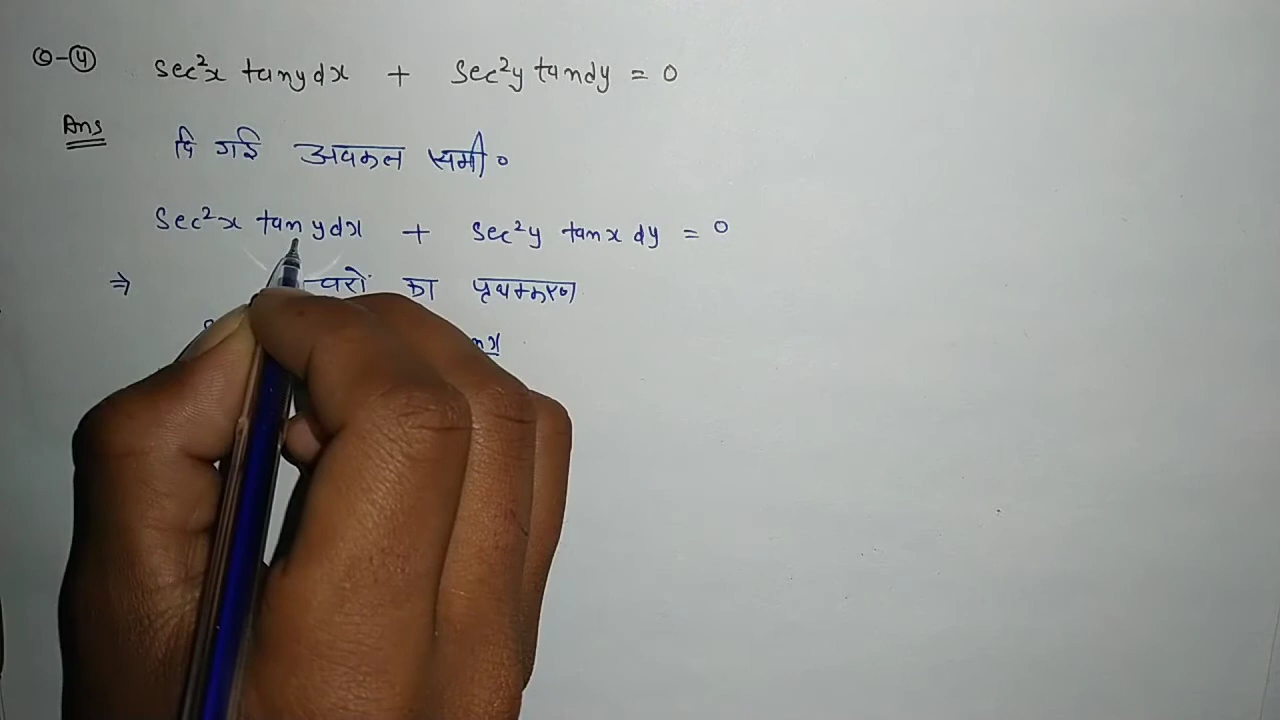 Q-4 sec²x tany dx + sec²y tandy = 0
Ans
दि गई अवकल समी०
sec²x tany dx + sec²y tanx dy = 0
⇒ चरों का पृथक्करण